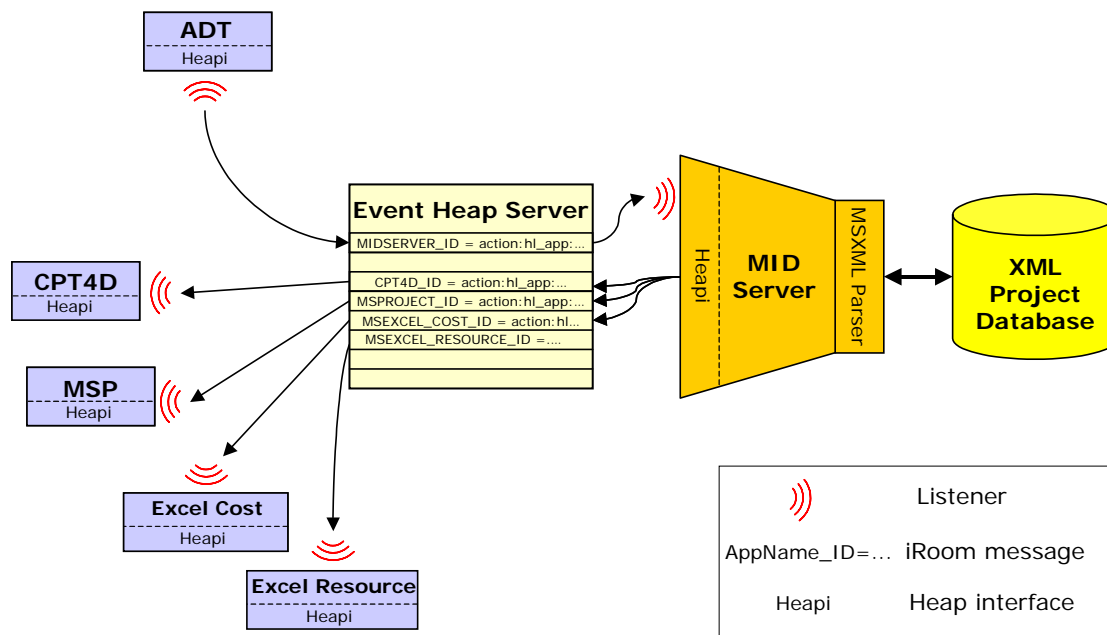 ADT
Heapi
Event Heap Server
MIDSERVER_ID = action:hl_app:...
CPT4D_ID = action:hl_app:...
MSPROJECT_ID = action:hl_app:...
MSEXCEL_COST_ID = action:hl...
MSEXCEL_RESOURCE_ID =....
CPT4D
Heapi
MSP
Heapi
Excel Cost
Heapi
Excel Resource
Heapi
Heapi
MID
Server
MSXML Parser
XML
Project
Database
Listener
AppName_ID=... iRoom message
Heapi Heap interface